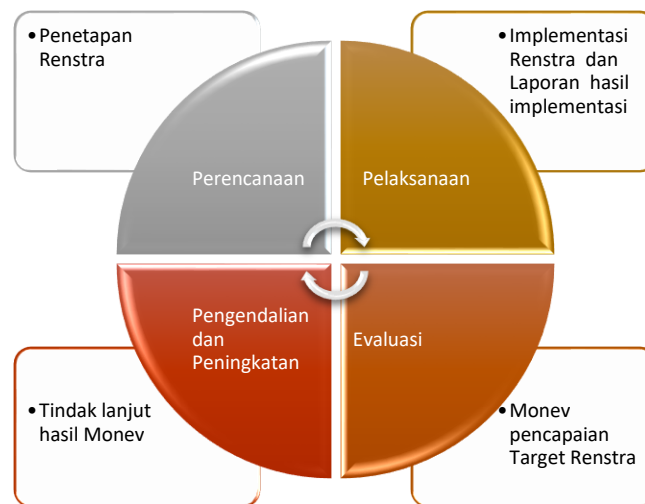 • Penetapan
Renstra
• Implementasi
Renstra dan
Laporan hasil
implementasi
Perencanaan
Pelaksanaan
Pengendalian
dan
Peningkatan
Evaluasi
• Tindak lanjut
hasil Monev
• Monev
pencapaian
Target Renstra